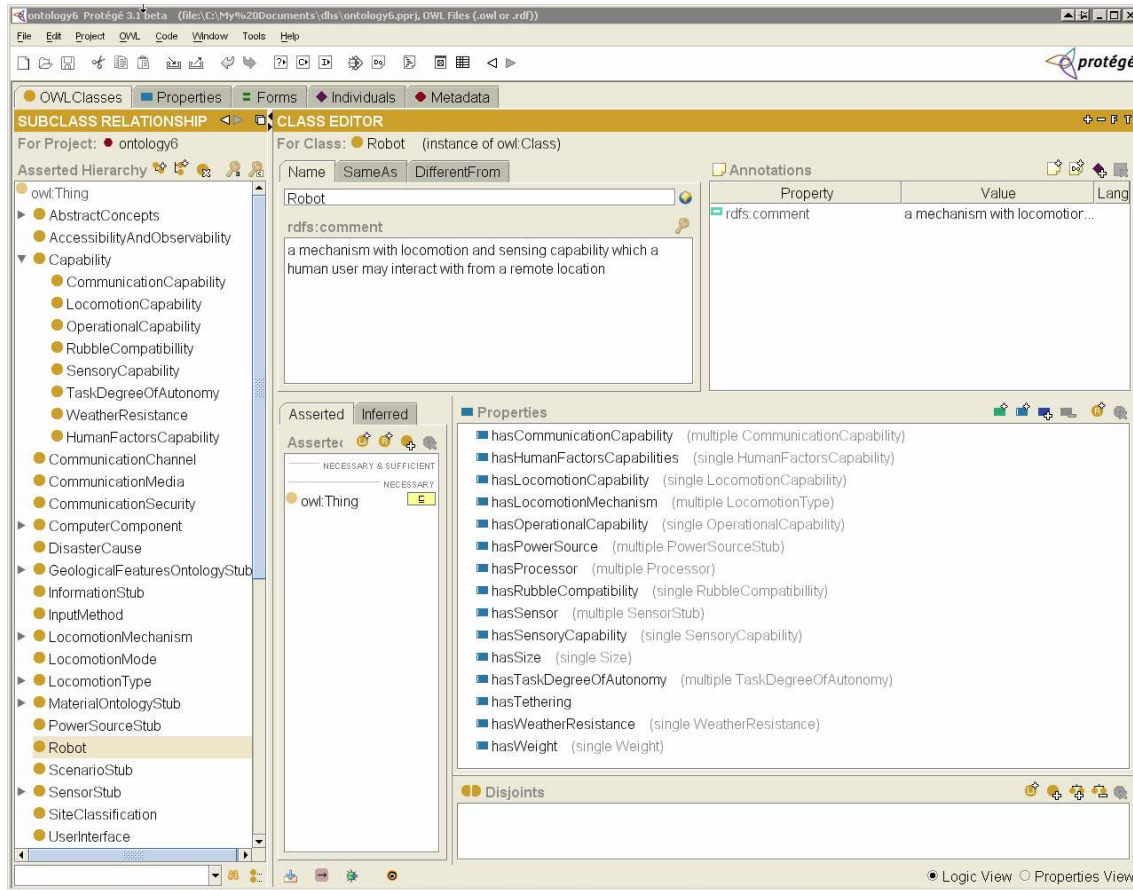 ontology6 Protégé 3.1 beta (file:\C:\My%20Documents\dhs\ontology6.pprj, OWL Files (.owl or .rdf))
File Edit Project OWL Code Window Tools Help
protégé
OWLClasses Properties Forms Individuals Metadata
SUBCLASS RELATIONSHIP
For Project: ontology6
Asserted Hierarchy
owl:Thing
AbstractConcepts
AccessibilityAndObservability
Capability
CommunicationCapability
LocomotionCapability
OperationalCapability
RubbleCompatibillity
SensoryCapability
TaskDegreeOfAutonomy
WeatherResistance
HumanFactorsCapability
CommunicationChannel
CommunicationMedia
CommunicationSecurity
ComputerComponent
DisasterCause
GeologicalFeaturesOntologyStub
InformationStub
InputMethod
LocomotionMechanism
LocomotionMode
LocomotionType
MaterialOntologyStub
PowerSourceStub
Robot
ScenarioStub
SensorStub
SiteClassification
UserInterface
CLASS EDITOR
For Class: Robot (instance of owl:Class)
Name SameAs DifferentFrom
Robot
rdfs:comment
a mechanism with locomotion and sensing capability which a
human user may interact with from a remote location
Annotations
Property Value Lang
rdfs:comment a mechanism with locomotior...
Asserted Inferred
Asserte
NECESSARY & SUFFICIENT
NECESSARY
owl:Thing
Properties
hasCommunicationCapability (multiple CommunicationCapability)
hasHumanFactorsCapabilities (single HumanFactorsCapability)
hasLocomotionCapability (single LocomotionCapability)
hasLocomotionMechanism (multiple LocomotionType)
hasOperationalCapability (single OperationalCapability)
hasPowerSource (multiple PowerSourceStub)
hasProcessor (multiple Processor)
hasRubbleCompatibility (single RubbleCompatibillity)
hasSensor (multiple SensorStub)
hasSensoryCapability (single SensoryCapability)
hasSize (single Size)
hasTaskDegreeOfAutonomy (multiple TaskDegreeOfAutonomy)
hasTethering
hasWeatherResistance (single WeatherResistance)
hasWeight (single Weight)
Disjoints
Logic View Properties View